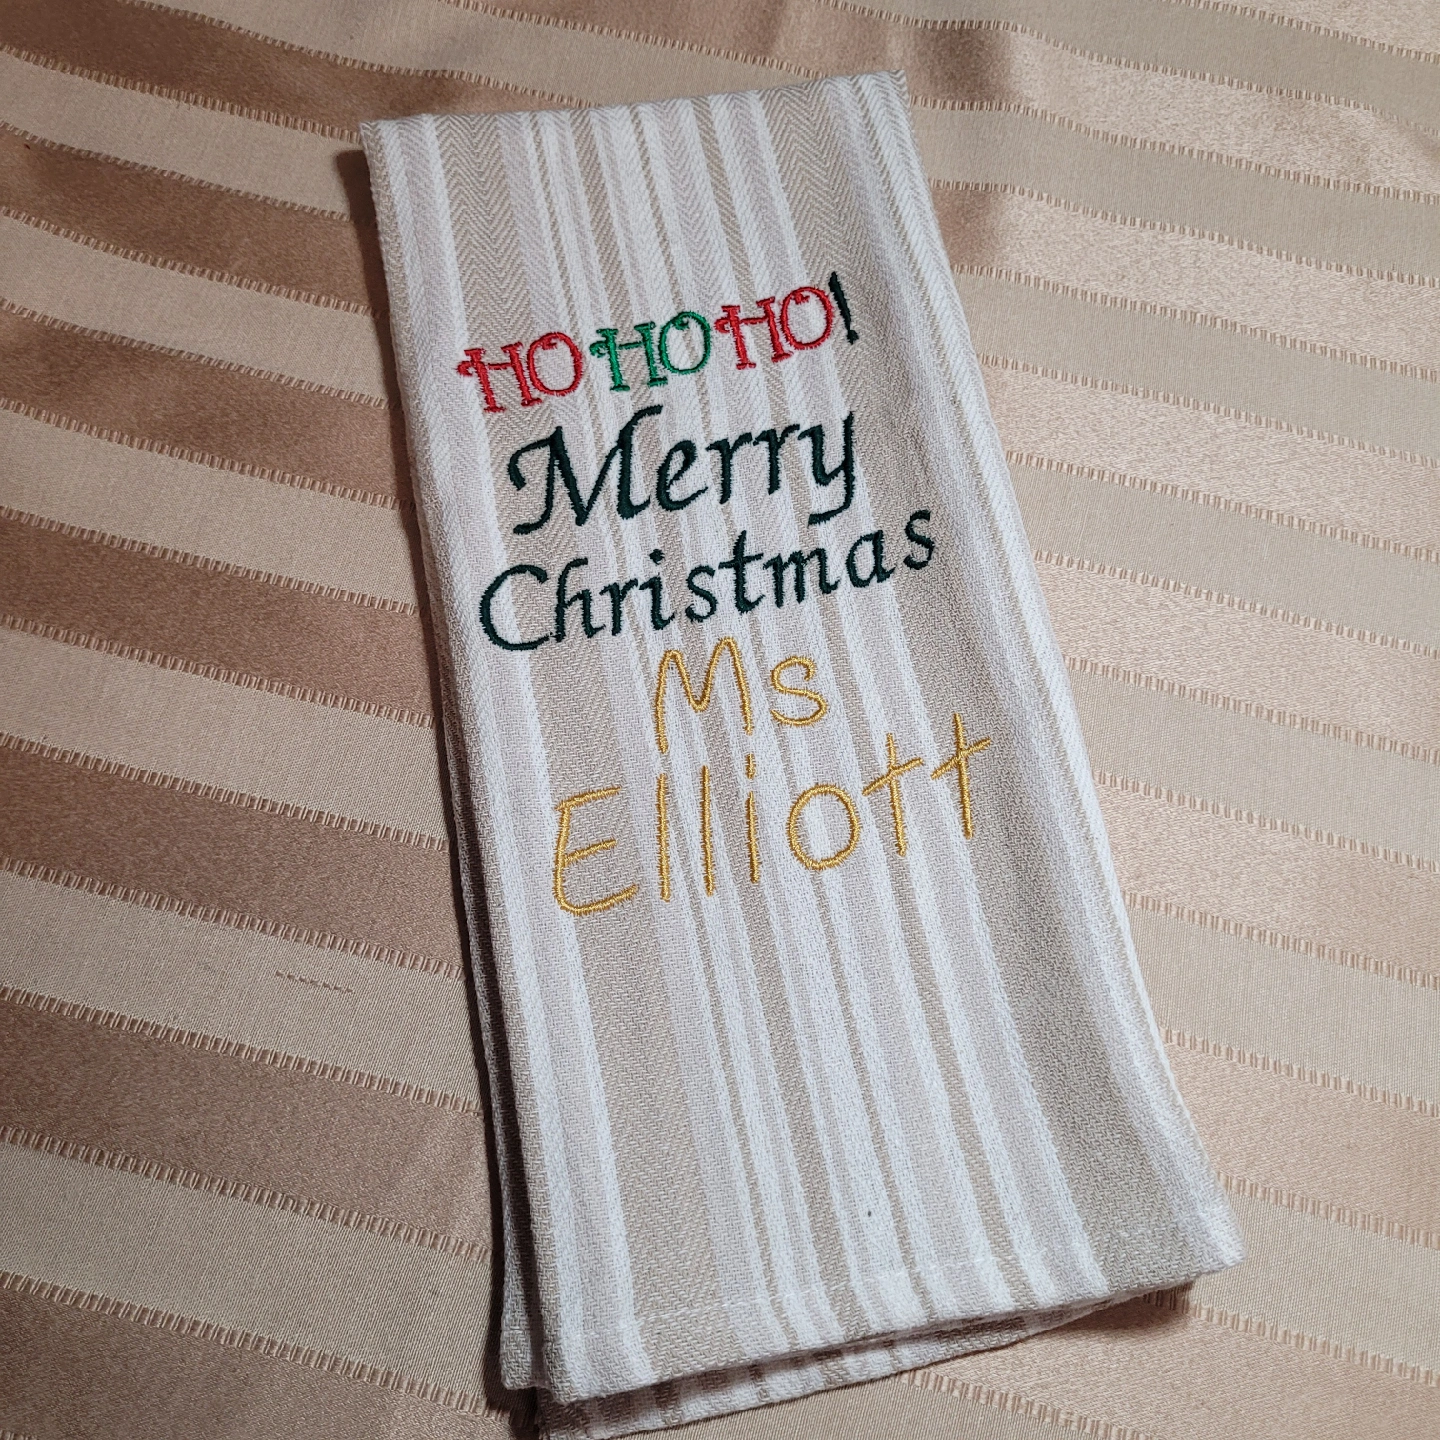 HO HO HO!
Merry
Christmas
Ms
Elliott